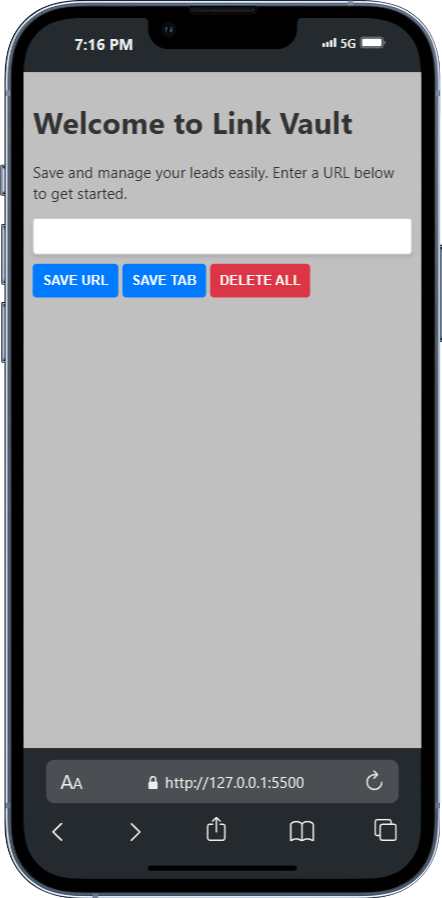 7:16 PM
5G
Welcome to Link Vault
Save and manage your leads easily. Enter a URL below
to get started.
SAVE URL SAVE TAB DELETE ALL
AA http://127.0.0.1:5500